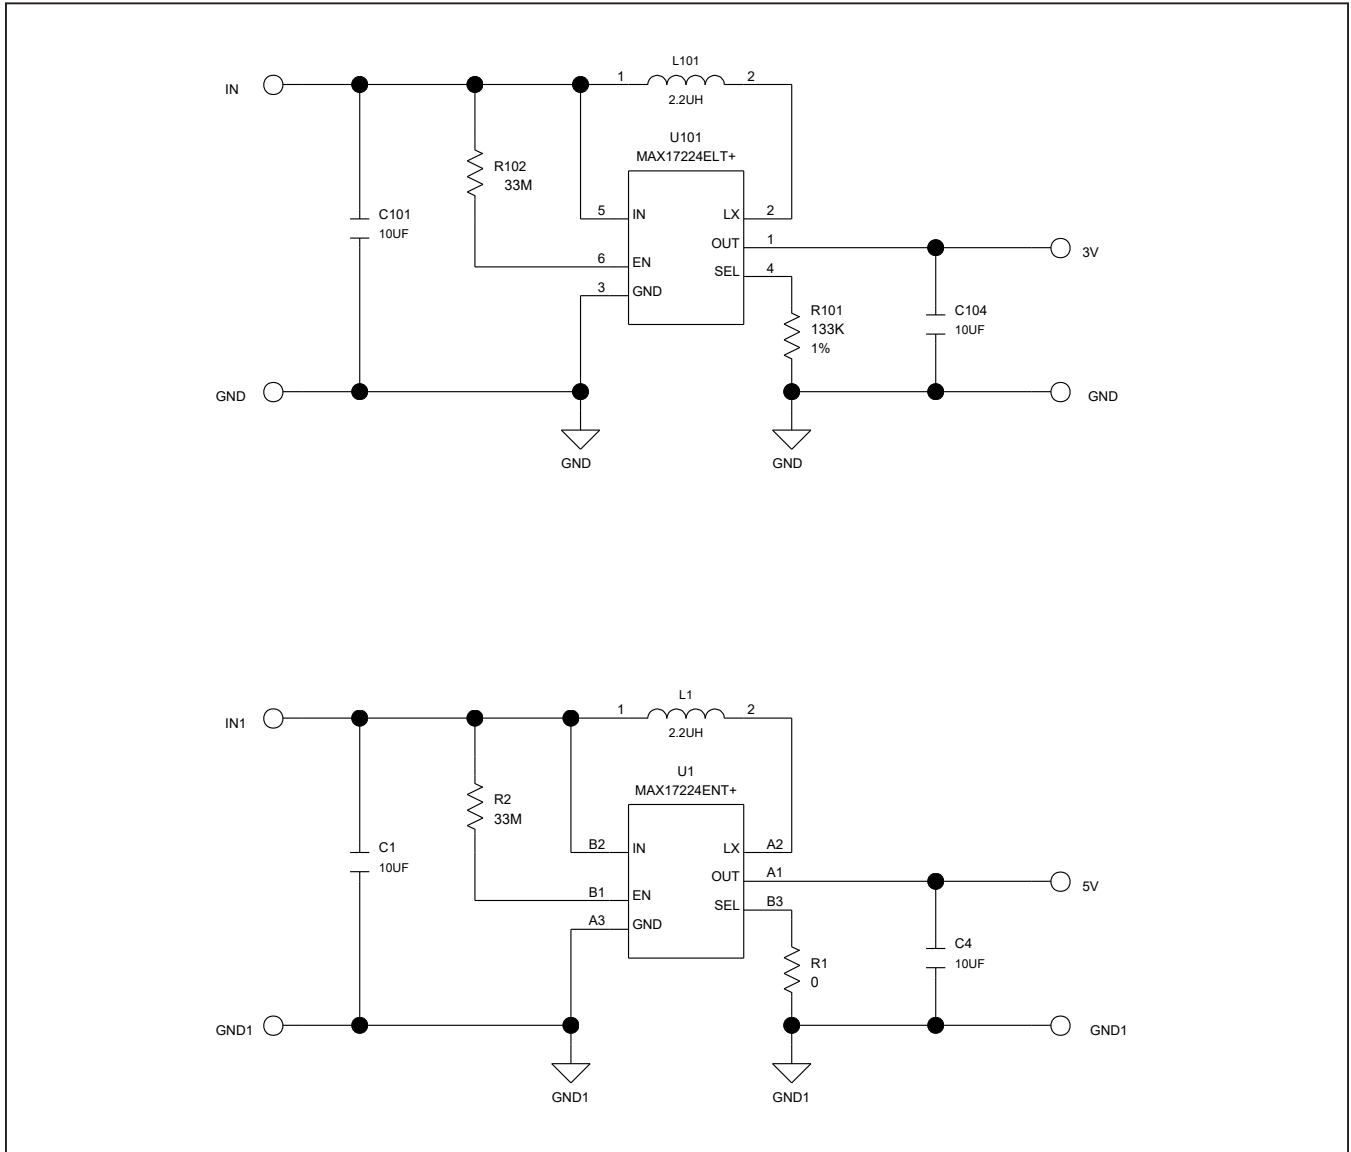 L101
IN
1
2
2.2UH
U101
MAX17224ELT+
R102
33M
C101
10UF
5
IN
LX
2
OUT
1
3V
6
EN
SEL
4
3
GND
R101
133K
1%
C104
10UF
GND
GND
GND
GND
L1
IN1
1
2
2.2UH
U1
MAX17224ENT+
R2
33M
C1
10UF
B2
IN
LX
A2
OUT
A1
5V
B1
EN
SEL
B3
A3
GND
R1
0
C4
10UF
GND1
GND1
GND1
GND1